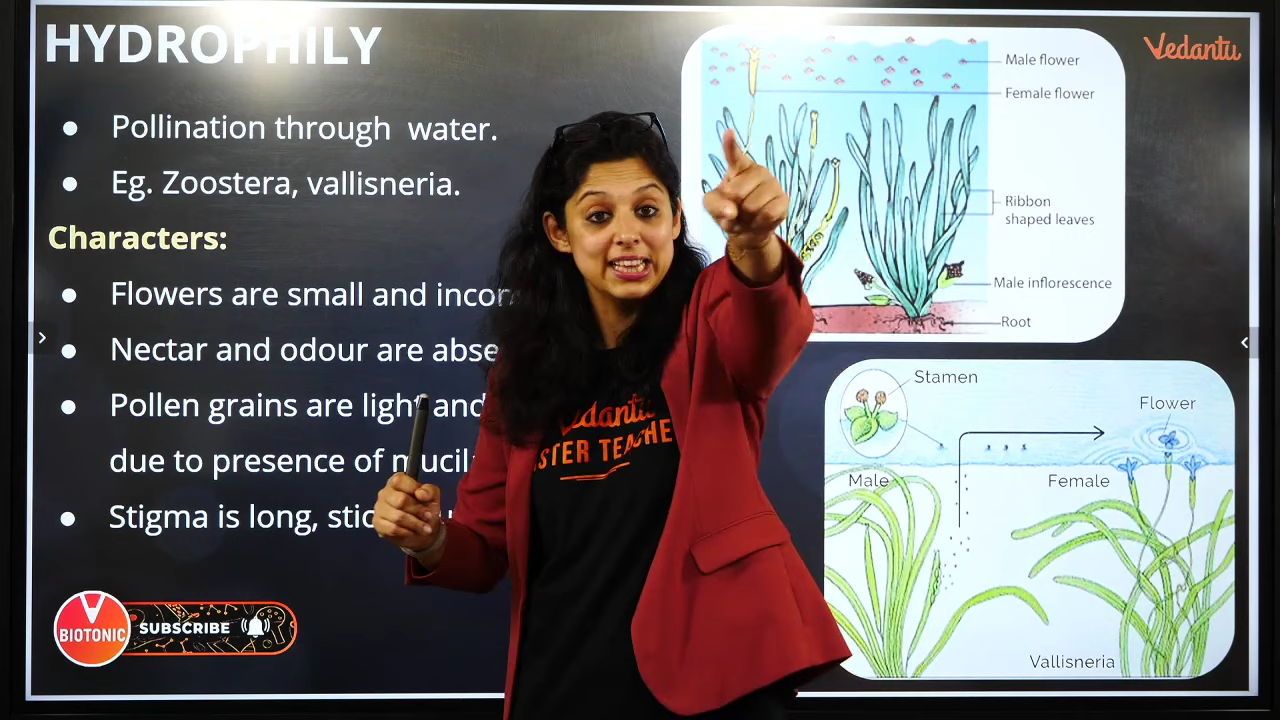 HYDROPHILY
Vedantu
Pollination through water.
Eg. Zoostera, vallisneria.
Characters:
Flowers are small and
Nectar and odour are
Pollen grains are light and
due to presence of
Stigma is long,
Male flower
Female flower
Ribbon
shaped leaves
Male inflorescence
Root
Stamen
Flower
Male
Female
Vallisneria
Vedantu
BIOTONIC
SUBSCRIBE